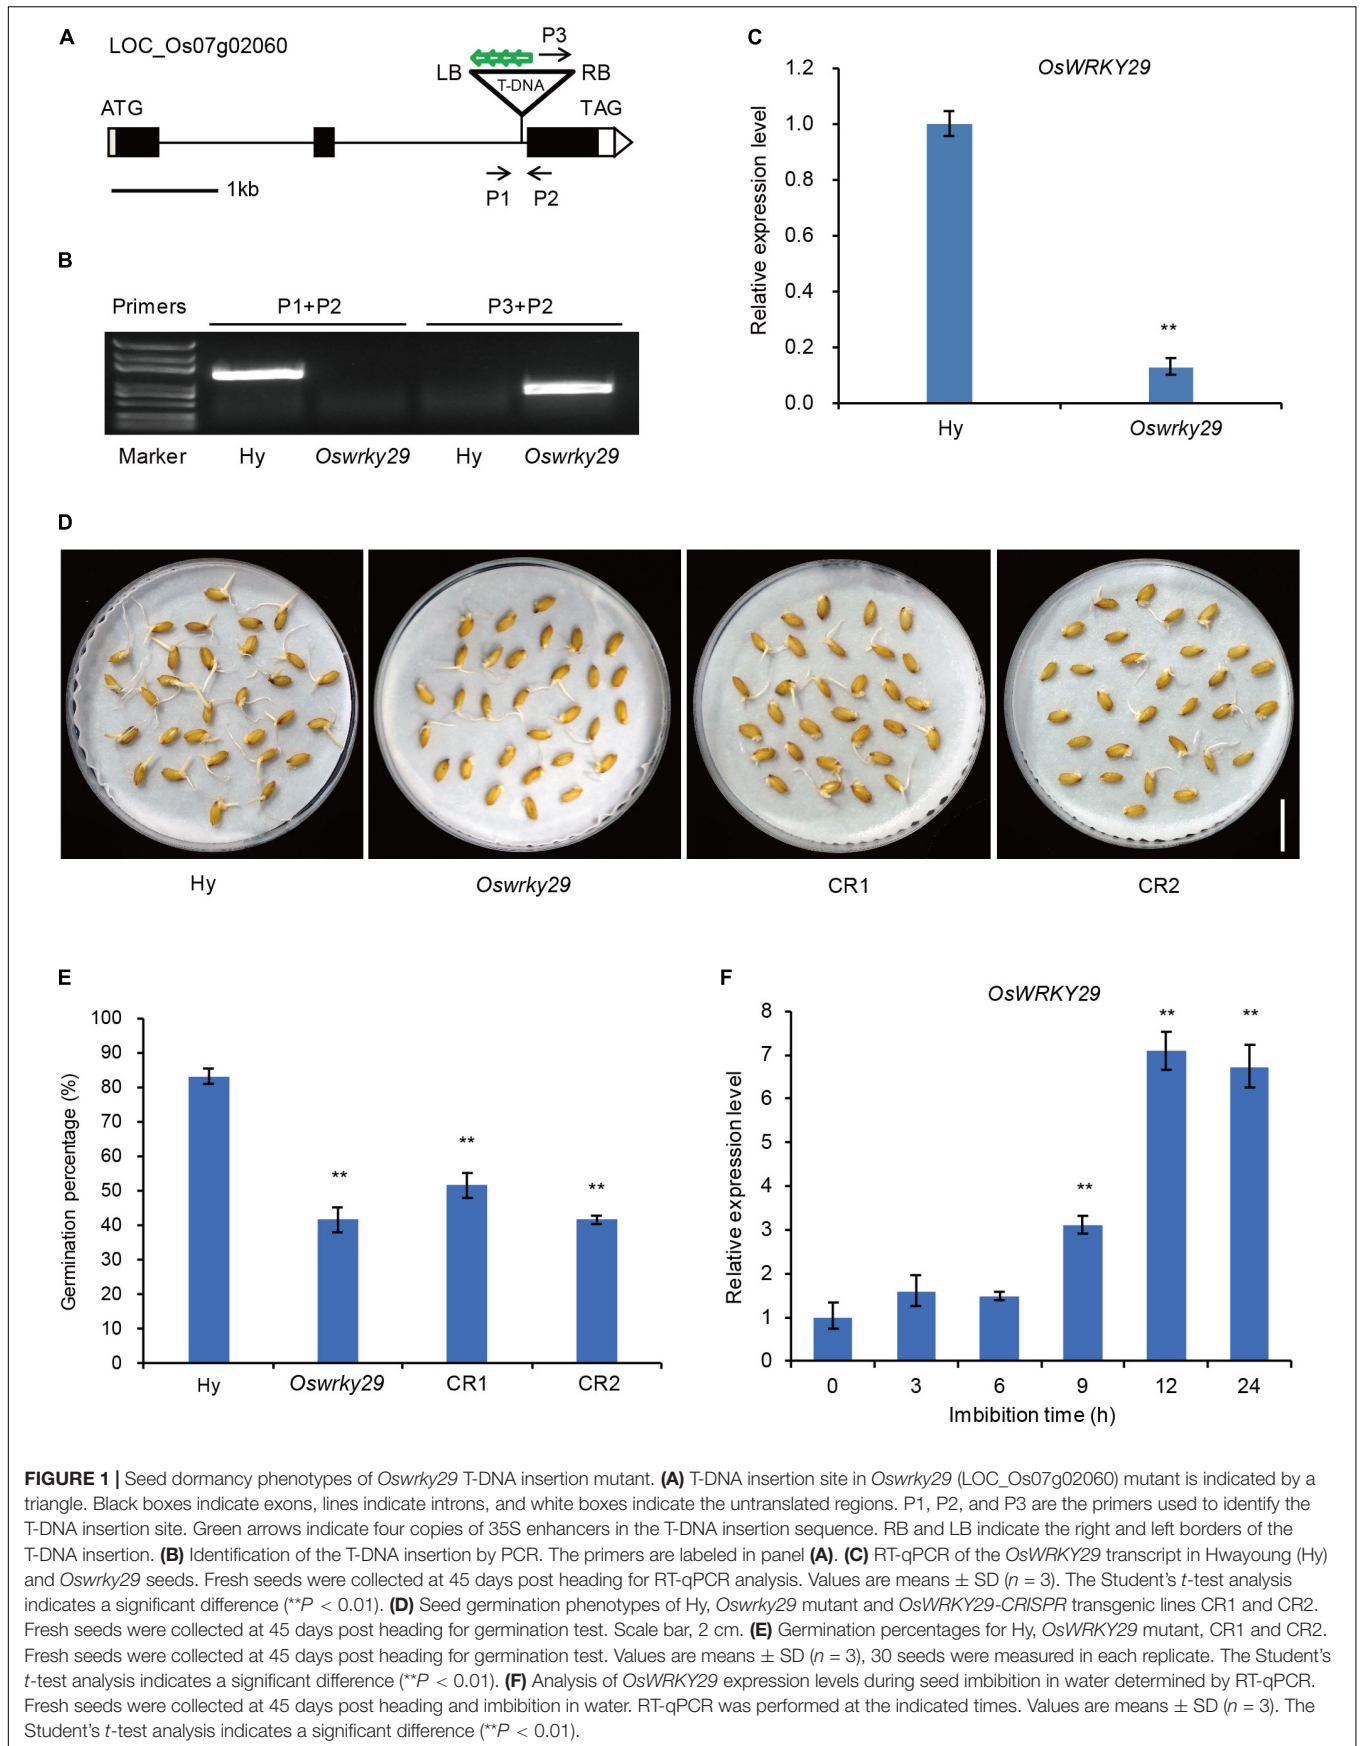 A
LOC_Os07g02060
P3
LB
T-DNA
RB
ATG
TAG
1kb
P1
P2
B
Primers
P1+P2
P3+P2
Marker
Hy
Oswrky29
Hy
Oswrky29
C
OsWRKY29
Relative expression level
1.2
1.0
0.8
0.6
0.4
0.2
0.0
**
Hy
Oswrky29
D
Hy
Oswrky29
CR1
CR2
E
Germination percentage (%)
100
90
80
70
60
50
40
30
20
10
0
**
**
**
Hy
Oswrky29
CR1
CR2
F
OsWRKY29
Relative expression level
8
7
6
5
4
3
2
1
0
**
**
**
0
3
6
9
12
24
Imbibition time (h)
FIGURE 1 | Seed dormancy phenotypes of Oswrky29 T-DNA insertion mutant. (A) T-DNA insertion site in Oswrky29 (LOC_Os07g02060) mutant is indicated by a
triangle. Black boxes indicate exons, lines indicate introns, and white boxes indicate the untranslated regions. P1, P2, and P3 are the primers used to identify the
T-DNA insertion site. Green arrows indicate four copies of 35S enhancers in the T-DNA insertion sequence. RB and LB indicate the right and left borders of the
T-DNA insertion. (B) Identification of the T-DNA insertion by PCR. The primers are labeled in panel (A). (C) RT-qPCR of the OsWRKY29 transcript in Hwayoung (Hy)
and Oswrky29 seeds. Fresh seeds were collected at 45 days post heading for RT-qPCR analysis. Values are means ± SD (n = 3). The Student's t-test analysis
indicates a significant difference (**P < 0.01). (D) Seed germination phenotypes of Hy, Oswrky29 mutant and OsWRKY29-CRISPR transgenic lines CR1 and CR2.
Fresh seeds were collected at 45 days post heading for germination test. Scale bar, 2 cm. (E) Germination percentages for Hy, OsWRKY29 mutant, CR1 and CR2.
Fresh seeds were collected at 45 days post heading for germination test. Values are means ± SD (n = 3), 30 seeds were measured in each replicate. The Student's
t-test analysis indicates a significant difference (**P < 0.01). (F) Analysis of OsWRKY29 expression levels during seed imbibition in water determined by RT-qPCR.
Fresh seeds were collected at 45 days post heading and imbibition in water. RT-qPCR was performed at the indicated times. Values are means ± SD (n = 3). The
Student's t-test analysis indicates a significant difference (**P < 0.01).